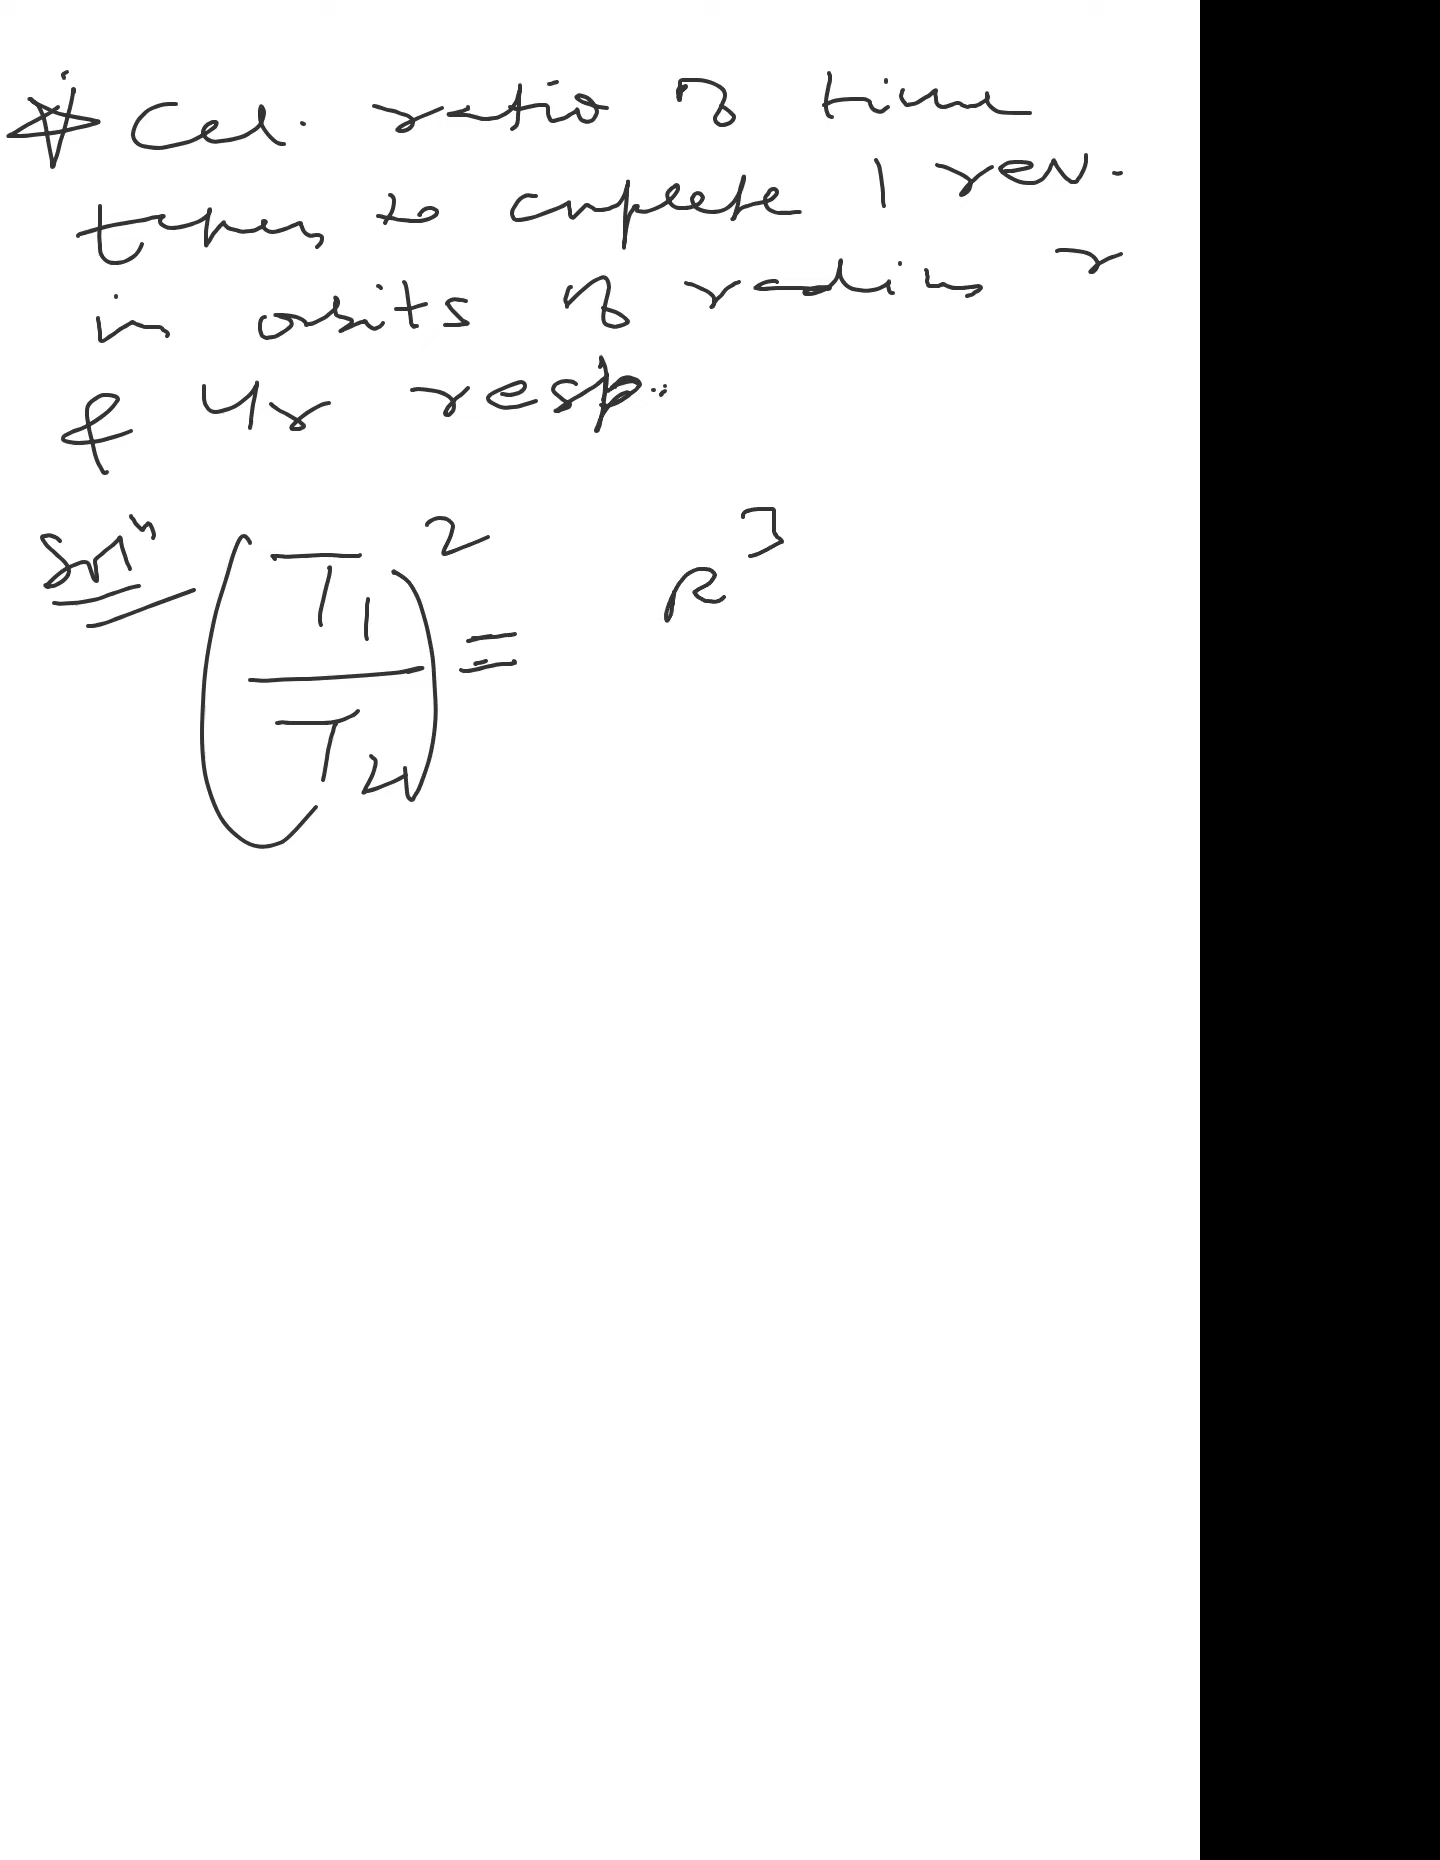 Cal. ratio of time
taken to complete 1 rev.
in orbits of radius r
& 4r resp.
Solⁿ (T₁/T₂)² = R³